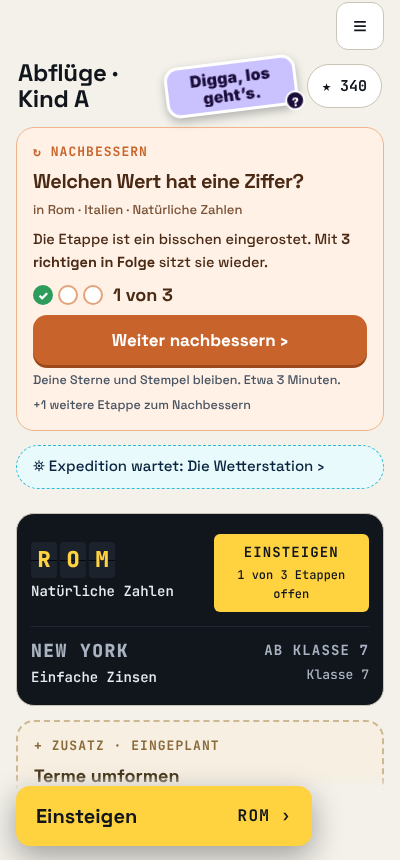 Abflüge ·
Kind A
Digga, los
geht's.
?
★ 340
↻ NACHBESSERN
Welchen Wert hat eine Ziffer?
in Rom · Italien · Natürliche Zahlen
Die Etappe ist ein bisschen eingerostet. Mit 3
richtigen in Folge sitzt sie wieder.
1 von 3
Weiter nachbessern >
Deine Sterne und Stempel bleiben. Etwa 3 Minuten.
+1 weitere Etappe zum Nachbessern
Expedition wartet: Die Wetterstation >
ROM
Natürliche Zahlen
EINSTEIGEN
1 von 3 Etappen
offen
NEW YORK
Einfache Zinsen
AB KLASSE 7
Klasse 7
+ ZUSATZ · EINGEPLANT
Terme umformen
Einsteigen
ROM ›